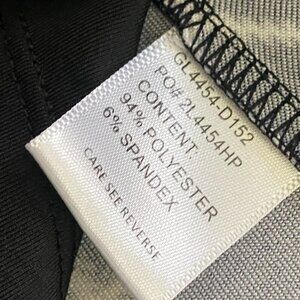 GL4454-D152
PO# 2L4454HP
CONTENT:
94% POLYESTER
6% SPANDEX
CARE SEE REVERSE